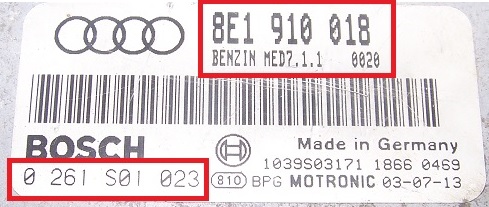 8E1 910 018
BENZIN MED7.1.1 0020
BOSCH
Made in Germany
0 261 S01 023
1039S03171 1866 0469
810 BPG MOTRONIC 03-07-13